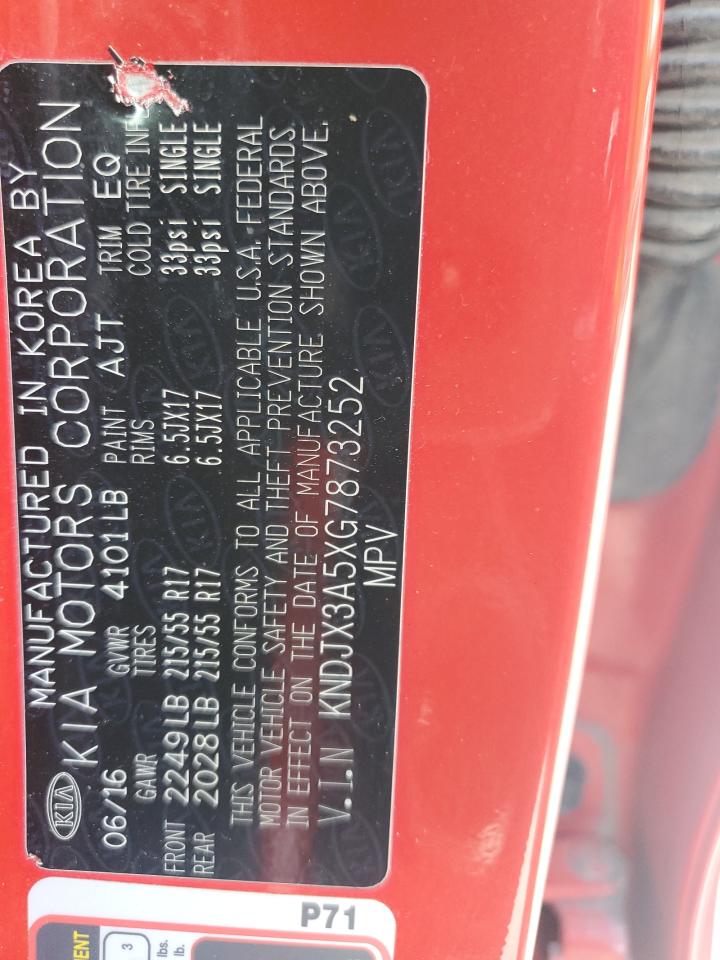 MANUFACTURED IN KOREA BY
KIA KIA MOTORS CORPORATION
06/16 GVWR 4101LB PAINT AJT TRIM EQ
GAWR TIRES RIMS COLD TIRE
FRONT 2249LB 215/55 R17 6.5JX17 33psi SINGLE
REAR 2028LB 215/55 R17 6.5JX17 33psi SINGLE
THIS VEHICLE CONFORMS TO ALL APPLICABLE U.S.A. FEDERAL
MOTOR VEHICLE SAFETY AND THEFT PREVENTION STANDARDS
IN EFFECT ON THE DATE OF MANUFACTURE SHOWN ABOVE.
V.I.N KNDJX3A5XG7873252
MPV
P71
3
lbs.
lb.